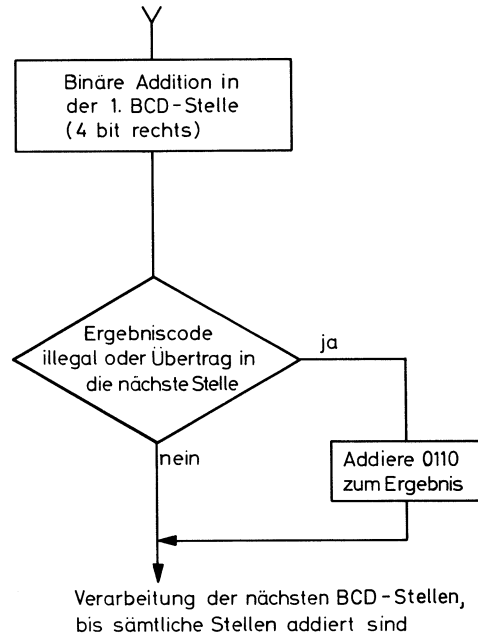 Binäre Addition in
der 1. BCD-Stelle
(4 bit rechts)
Ergebniscode
illegal oder Übertrag in
die nächste Stelle
ja
nein
Addiere 0110
zum Ergebnis
Verarbeitung der nächsten BCD-Stellen,
bis sämtliche Stellen addiert sind